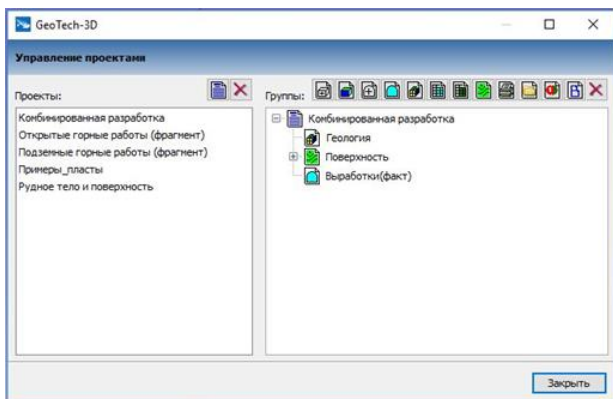 GeoTech-3D
Управление проектами
Проекты:
Группы:
Комбинированная разработка
Открытые горные работы (фрагмент)
Подземные горные работы (фрагмент)
Примеры_пласты
Рудное тело и поверхность
Комбинированная разработка
Геология
Поверхность
Выработки(факт)
Закрыть